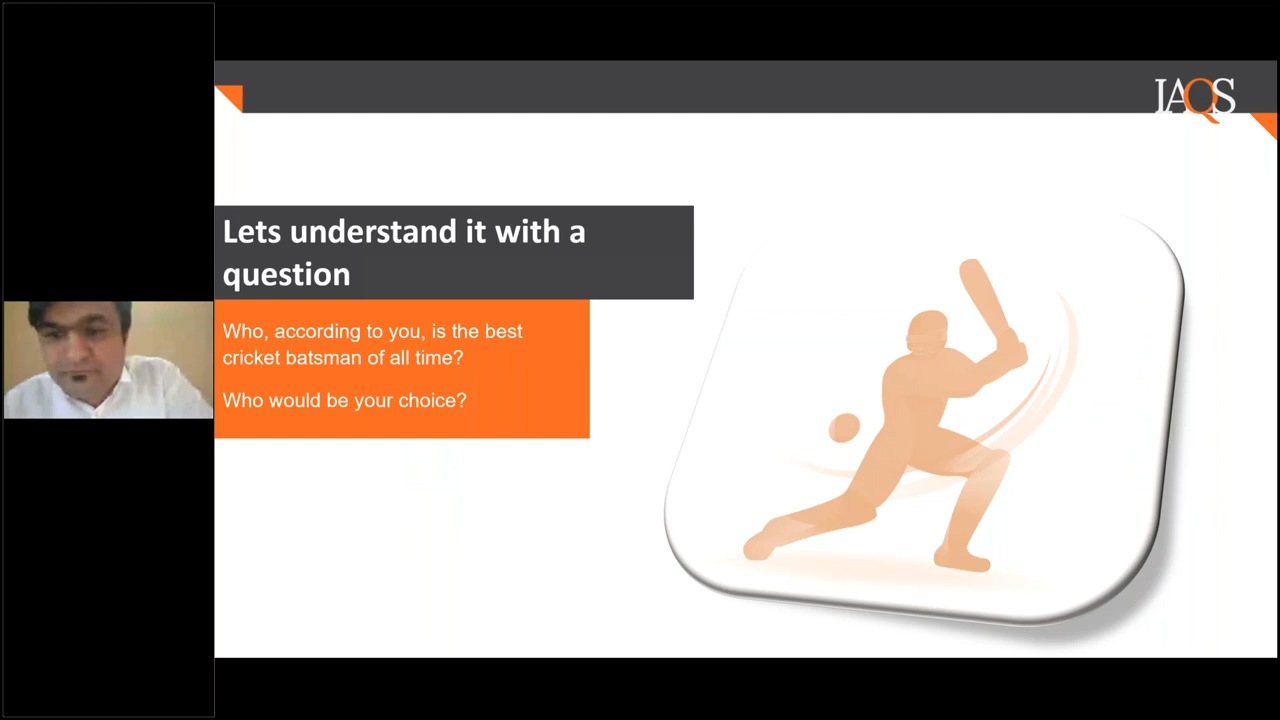 IAQS
Lets understand it with a
question
Who, according to you, is the best
cricket batsman of all time?
Who would be your choice?